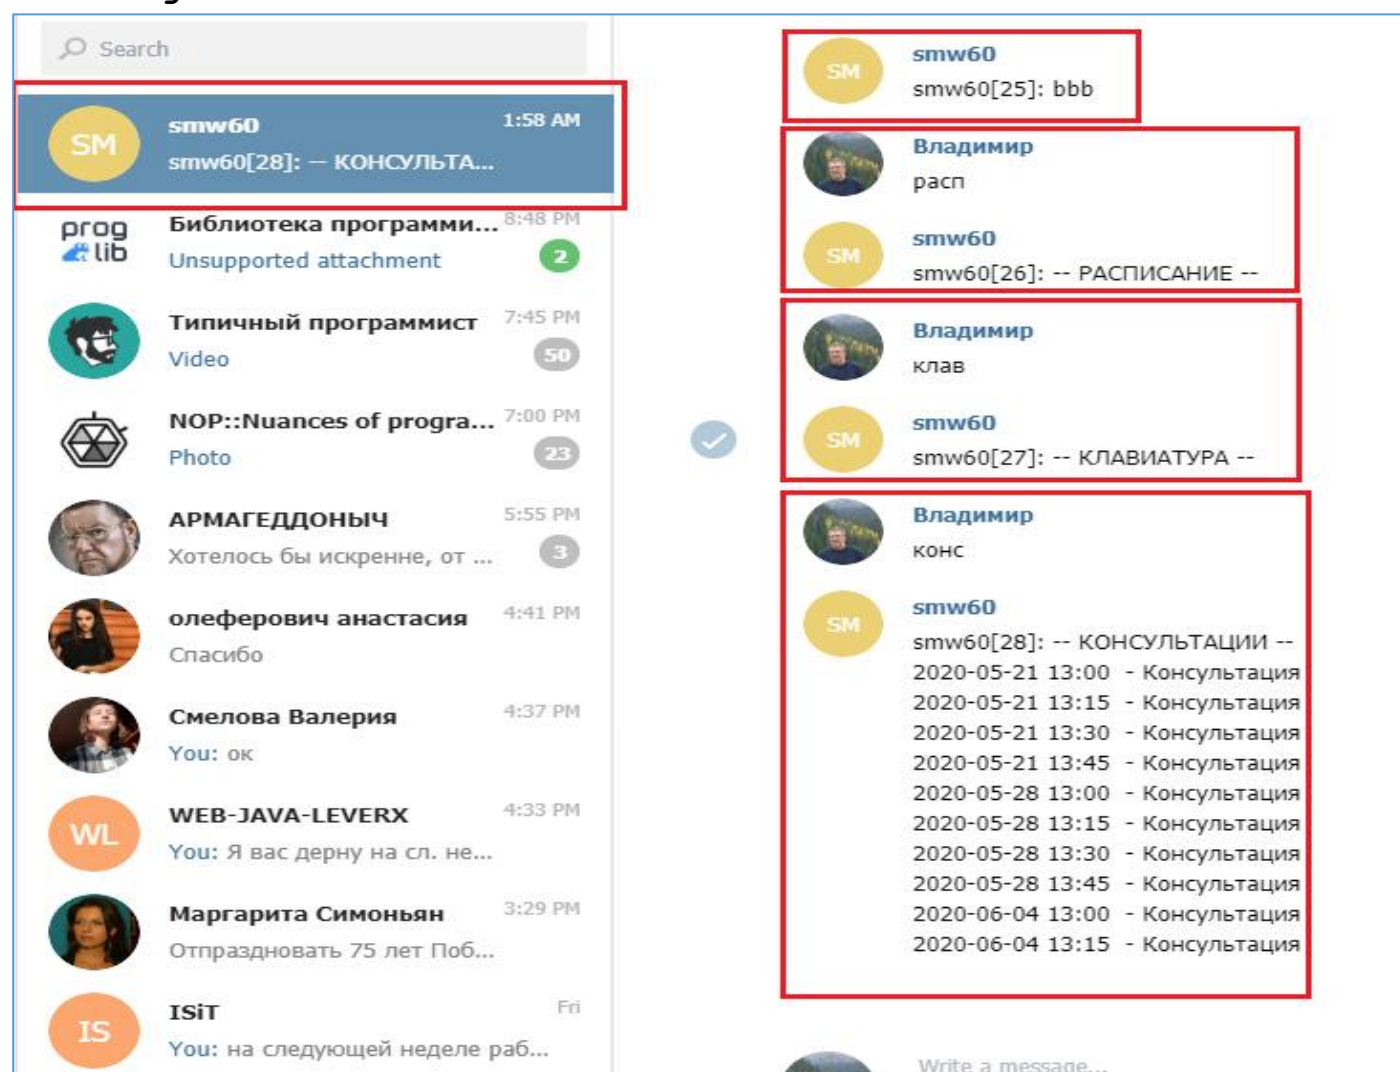 Search
SM
smw60
1:58 AM
smw60[28]: -- КОНСУЛЬТА...
prog
lib
Библиотека программи...
8:48 PM
Unsupported attachment
2
Типичный программист
7:45 PM
Video
50
NOP::Nuances of progra...
7:00 PM
Photo
23
АРМАГЕДДОНЫЧ
5:55 PM
Хотелось бы искренне, от ...
3
олеферович анастасия
4:41 PM
Спасибо
Смелова Валерия
4:37 PM
You: ок
WL
WEB-JAVA-LEVERX
4:33 PM
You: Я вас дерну на сл. не...
Маргарита Симоньян
3:29 PM
Отпраздновать 75 лет Поб...
IS
ISiT
Fri
You: на следующей неделе раб...
SM
smw60
smw60[25]: bbb
Владимир
расп
SM
smw60
smw60[26]: -- РАСПИСАНИЕ --
Владимир
клав
SM
smw60
smw60[27]: -- КЛАВИАТУРА --
Владимир
конс
SM
smw60
smw60[28]: -- КОНСУЛЬТАЦИИ --
2020-05-21 13:00 - Консультация
2020-05-21 13:15 - Консультация
2020-05-21 13:30 - Консультация
2020-05-21 13:45 - Консультация
2020-05-28 13:00 - Консультация
2020-05-28 13:15 - Консультация
2020-05-28 13:30 - Консультация
2020-05-28 13:45 - Консультация
2020-06-04 13:00 - Консультация
2020-06-04 13:15 - Консультация
Write a message...